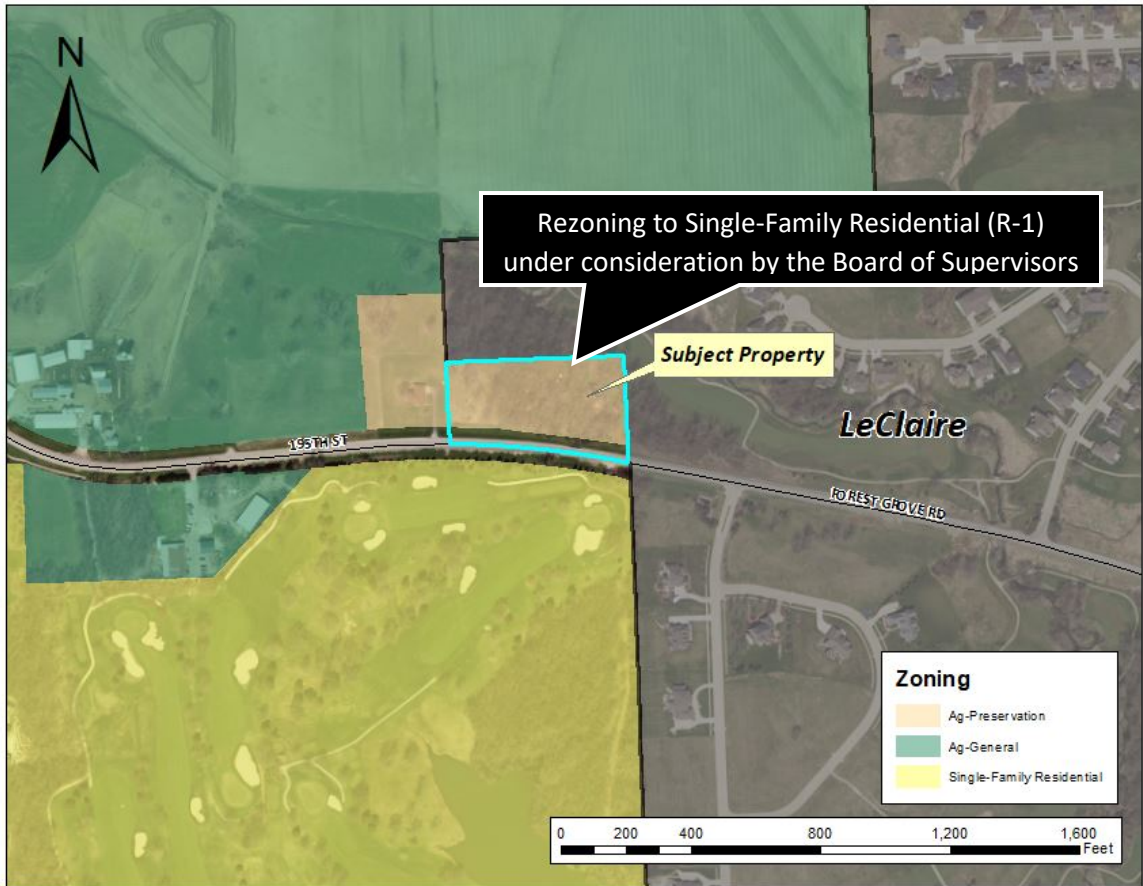 N
Rezoning to Single-Family Residential (R-1)
under consideration by the Board of Supervisors
Subject Property
LeClaire
195TH ST
FOREST GROVE RD
Zoning
Ag-Preservation
Ag-General
Single-Family Residential
0 200 400 800 1,200 1,600
Feet